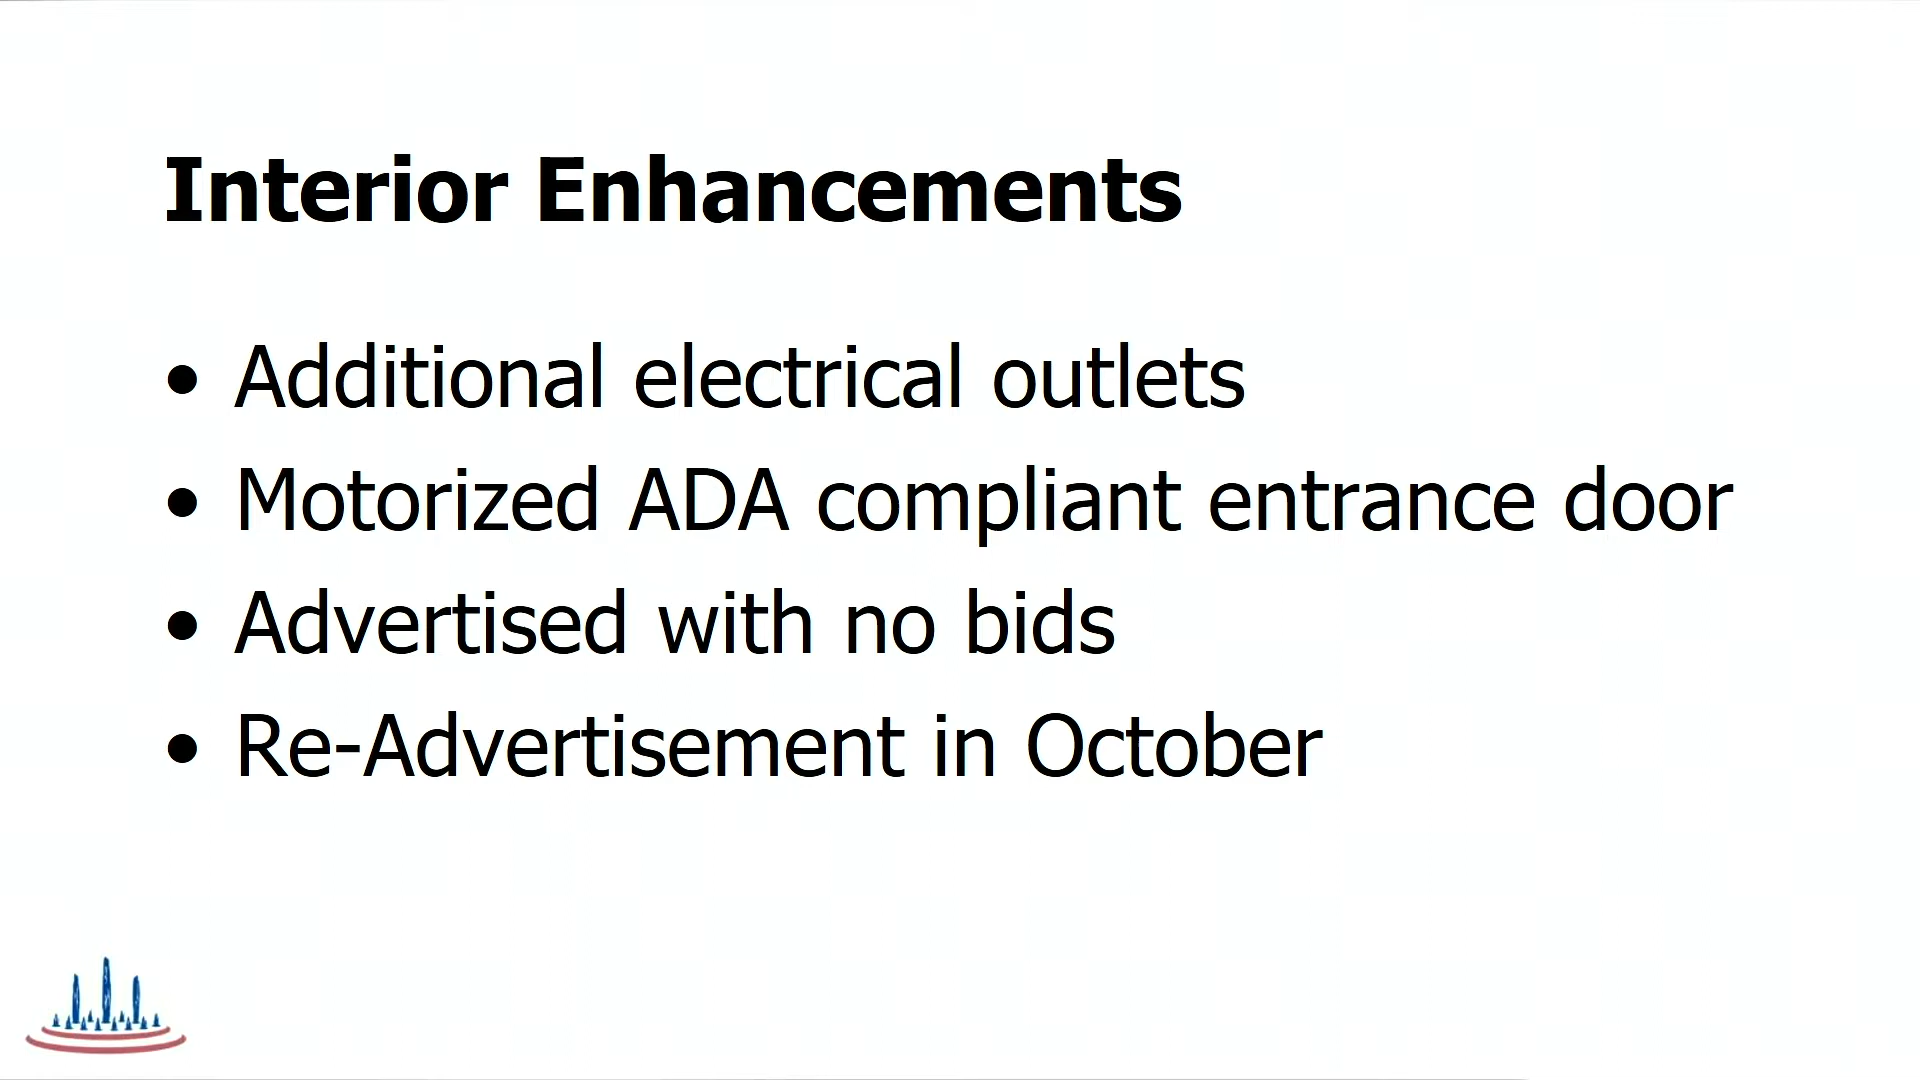 Interior Enhancements
• Additional electrical outlets
• Motorized ADA compliant entrance door
• Advertised with no bids
• Re-Advertisement in October